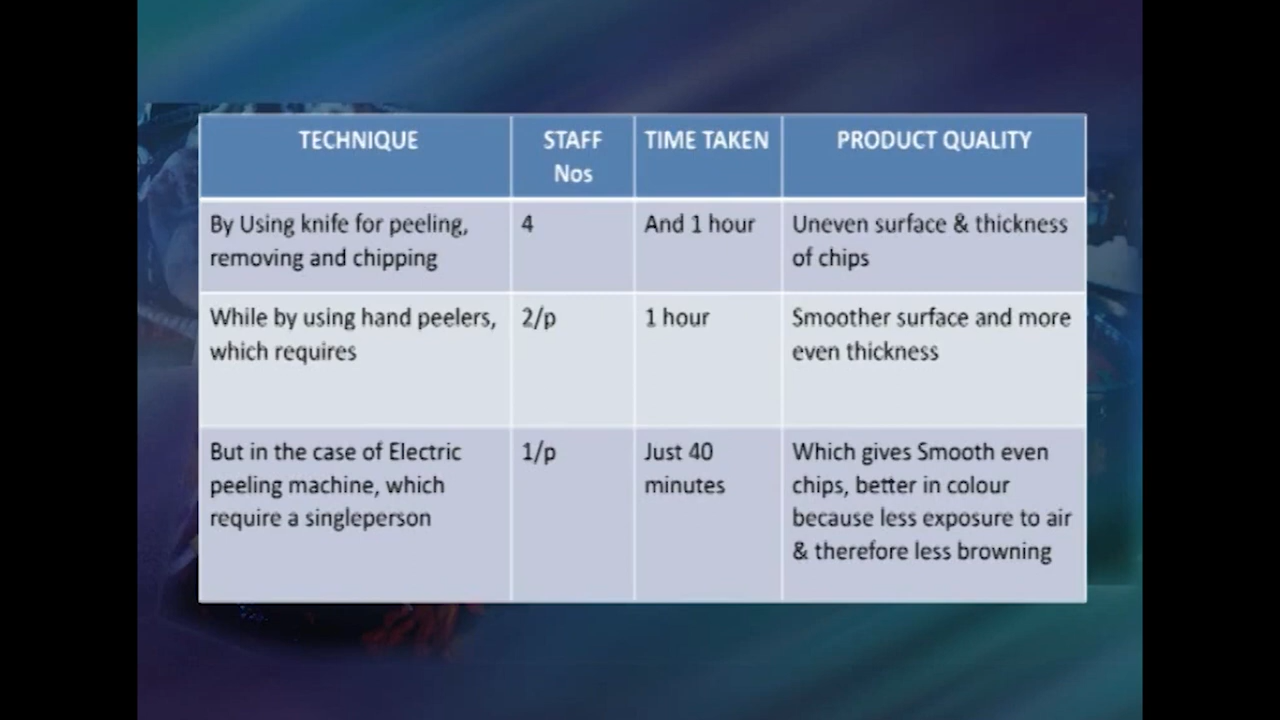 TECHNIQUE
STAFF
Nos
TIME TAKEN
PRODUCT QUALITY
By Using knife for peeling,
removing and chipping
4
And 1 hour
Uneven surface & thickness
of chips
While by using hand peelers,
which requires
2/p
1 hour
Smoother surface and more
even thickness
But in the case of Electric
peeling machine, which
require a singleperson
1/p
Just 40
minutes
Which gives Smooth even
chips, better in colour
because less exposure to air
& therefore less browning